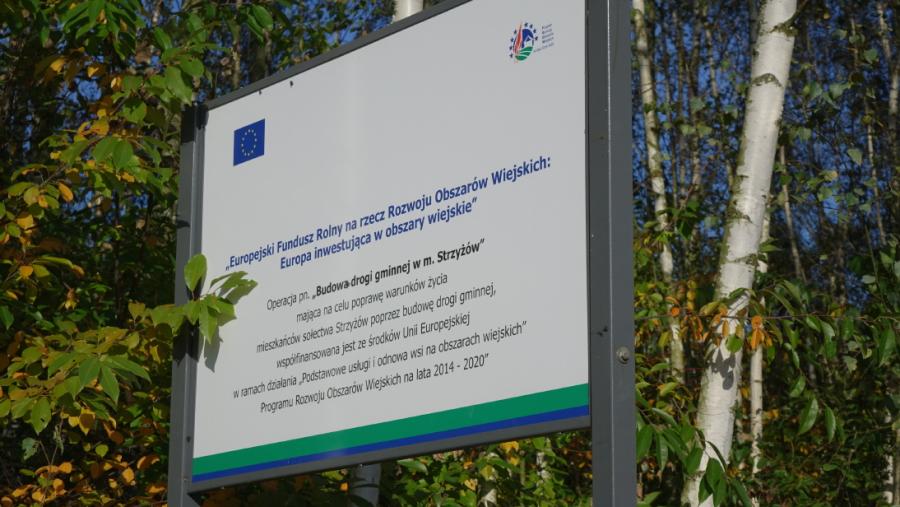 „Europejski Fundusz Rolny na rzecz Rozwoju Obszarów Wiejskich:
Europa inwestująca w obszary wiejskie”
Operacja pn. „Budowa drogi gminnej w m. Strzyżów”
mająca na celu poprawę warunków życia
mieszkańców sołectwa Strzyżów poprzez budowę drogi gminnej,
współfinansowana jest ze środków Unii Europejskiej
w ramach działania „Podstawowe usługi i odnowa wsi na obszarach wiejskich”
Programu Rozwoju Obszarów Wiejskich na lata 2014 - 2020”